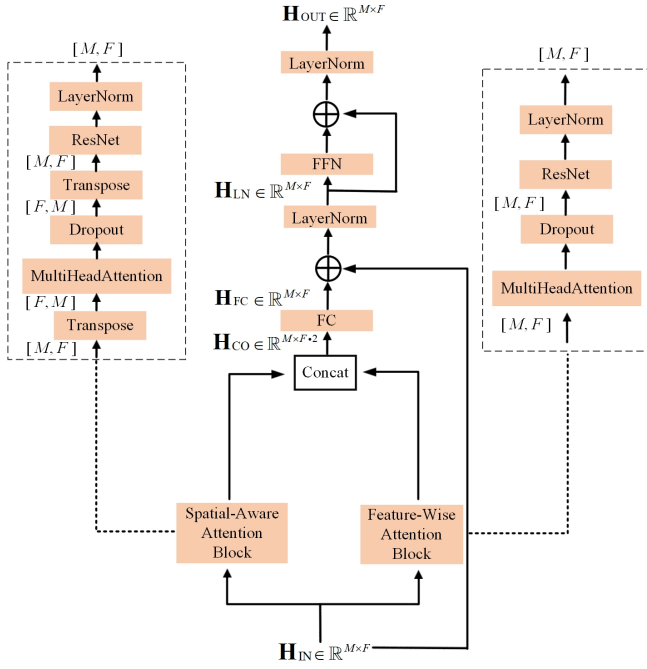 H_OUT ∈ ℝ^{M×F}
LayerNorm
FFN
H_LN ∈ ℝ^{M×F}
LayerNorm
H_FC ∈ ℝ^{M×F}
FC
H_CO ∈ ℝ^{M×F•2}
Concat
[M, F]
LayerNorm
ResNet
[M, F]
Transpose
[F, M]
Dropout
MultiHeadAttention
[F, M]
Transpose
[M, F]
[M, F]
LayerNorm
ResNet
[M, F]
Dropout
MultiHeadAttention
[M, F]
Spatial-Aware
Attention
Block
Feature-Wise
Attention
Block
H_IN ∈ ℝ^{M×F}